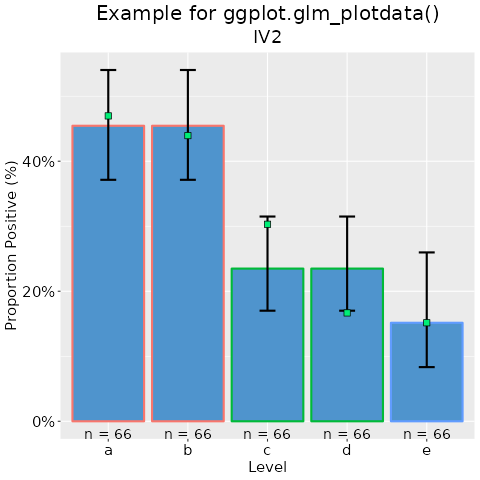 Example for ggplot.glm_plotdata()
IV2
Proportion Positive (%)
40%
20%
0%
n = 66 n = 66 n = 66 n = 66 n = 66
a b c d e
Level